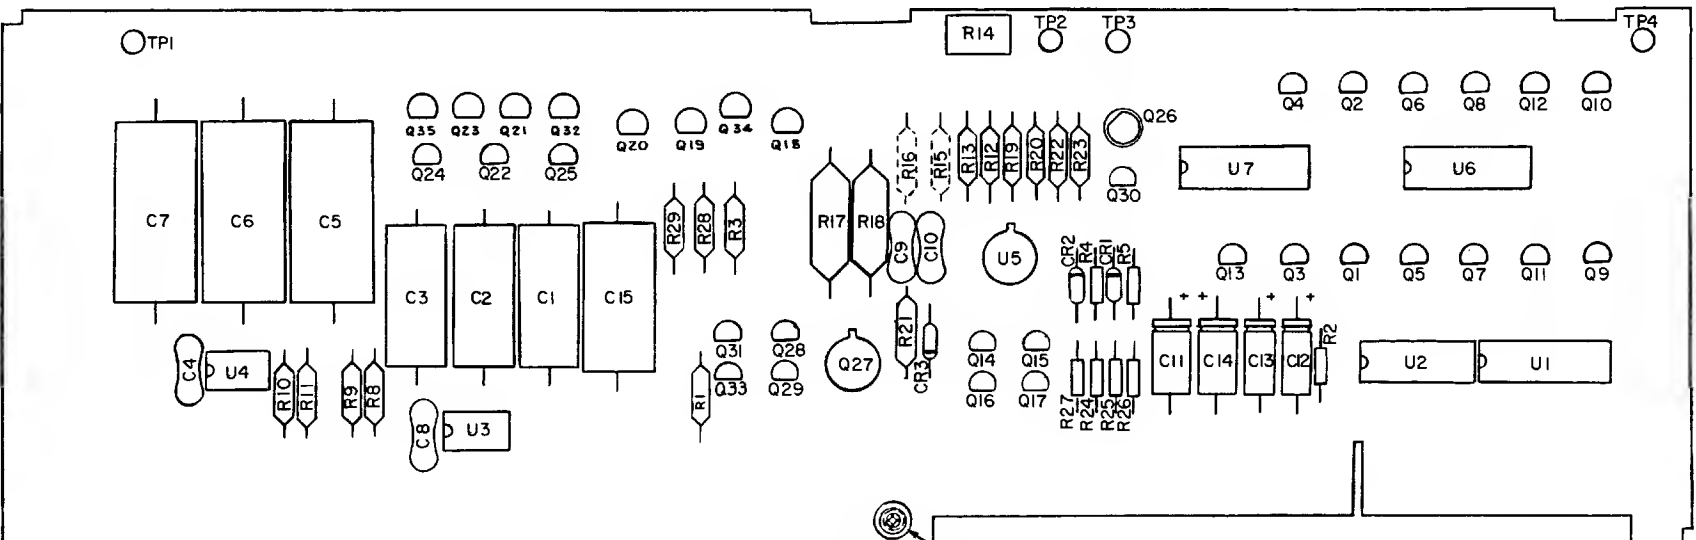 TP1
R14
TP2
TP3
TP4
Q4
Q2
Q6
Q8
Q12
Q10
Q35
Q23
Q21
Q32
Q20
Q19
Q34
Q18
Q26
Q24
Q22
Q25
R16
R15
R13
R12
R19
R20
R22
R23
Q30
U7
U6
C7
C6
C5
R29
R28
R3
R17
R18
C9
C10
U5
CR2
R4
CR1
R5
Q13
Q3
Q1
Q5
Q7
Q11
Q9
C3
C2
C1
C15
+
+
+
+
R21
CR3
Q31
Q28
Q33
Q29
Q27
Q14
Q15
Q16
Q17
C11
C14
C13
C12
R2
U2
U1
C4
U4
R10
R11
R9
R8
C8
U3
R1
R27
R24
R25
R26